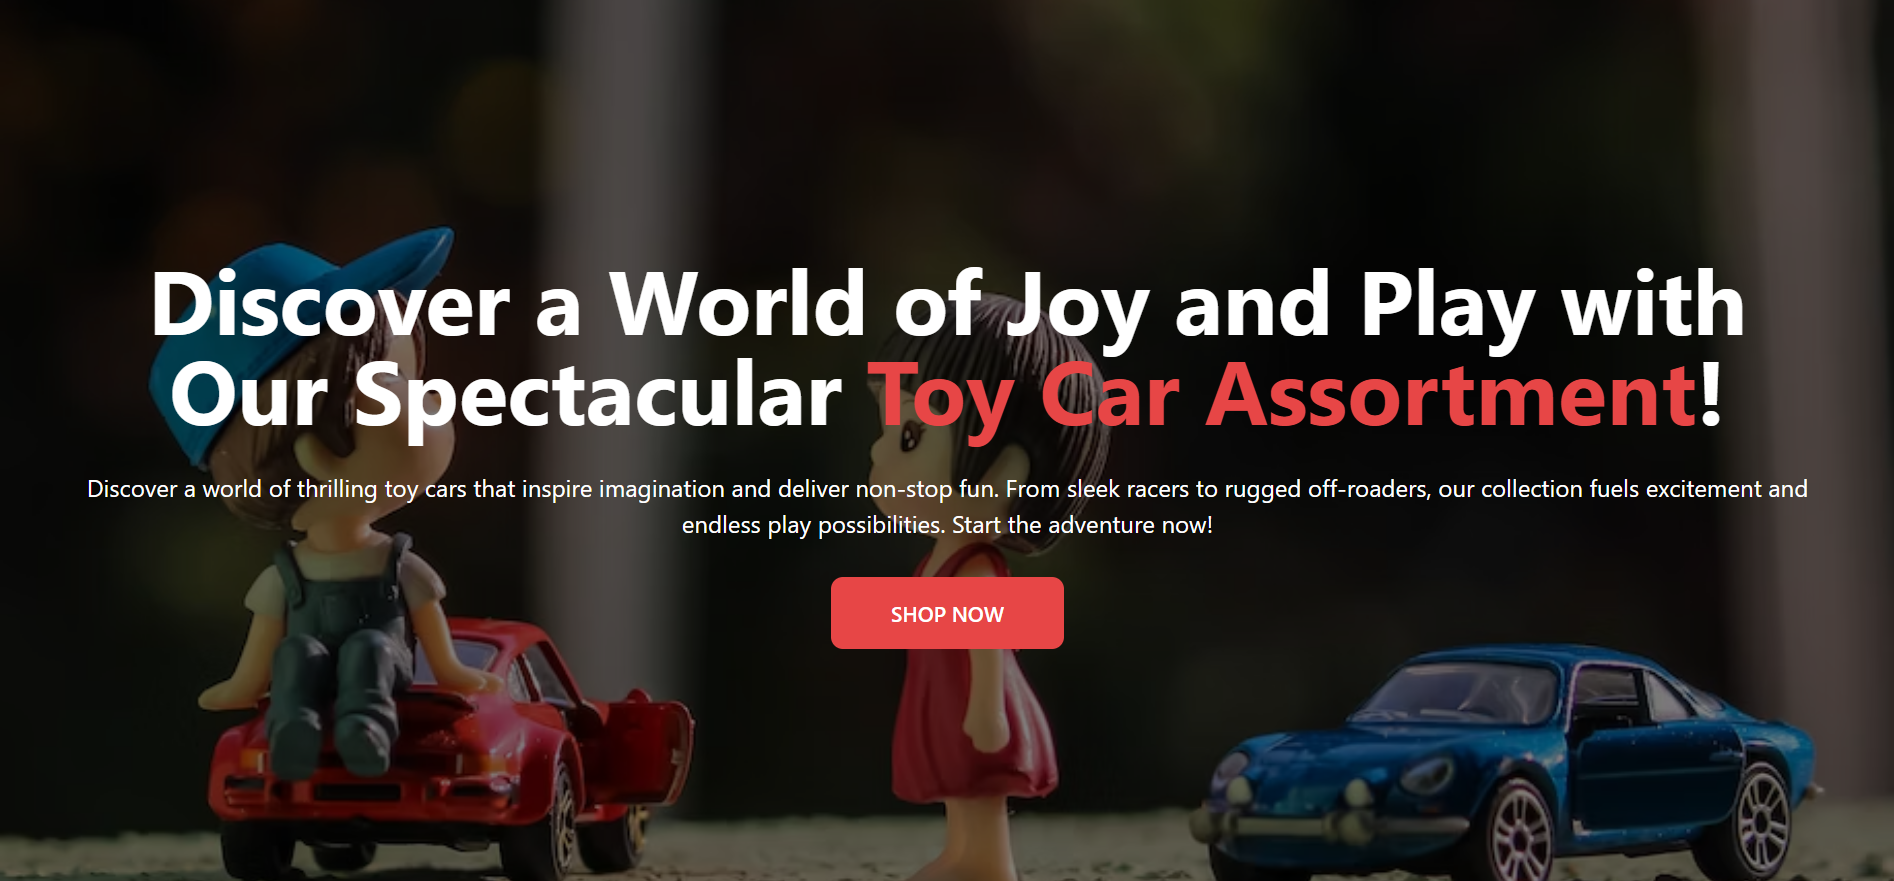 Discover a World of Joy and Play with
Our Spectacular Toy Car Assortment!
Discover a world of thrilling toy cars that inspire imagination and deliver non-stop fun. From sleek racers to rugged off-roaders, our collection fuels excitement and
endless play possibilities. Start the adventure now!
SHOP NOW